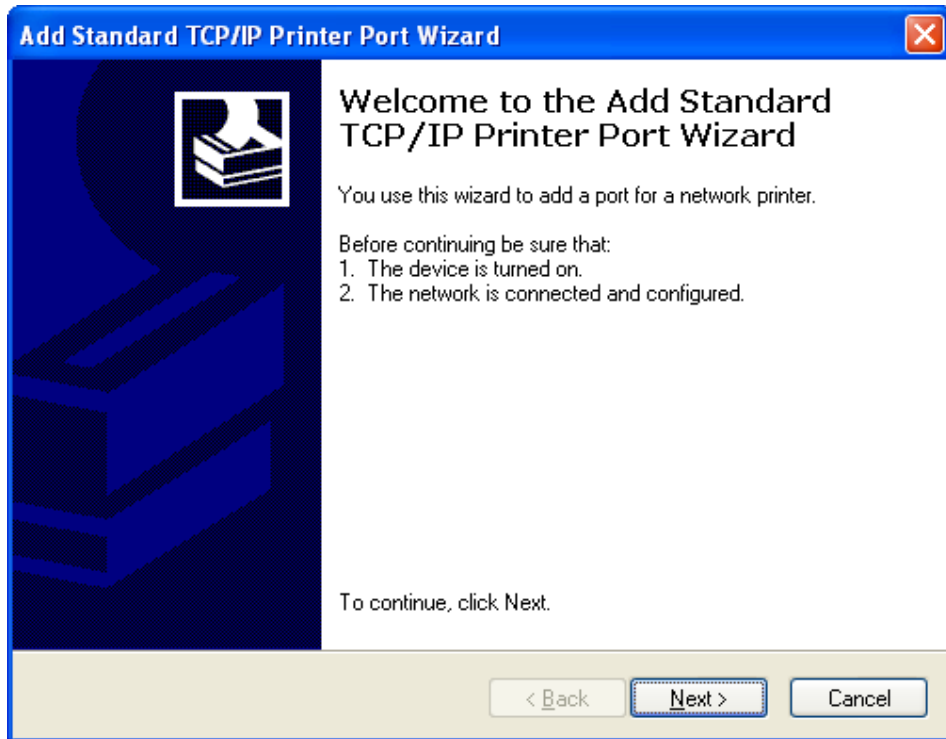 Add Standard TCP/IP Printer Port Wizard
Welcome to the Add Standard
TCP/IP Printer Port Wizard
You use this wizard to add a port for a network printer.
Before continuing be sure that:
1. The device is turned on.
2. The network is connected and configured.
To continue, click Next.
< Back
Next >
Cancel